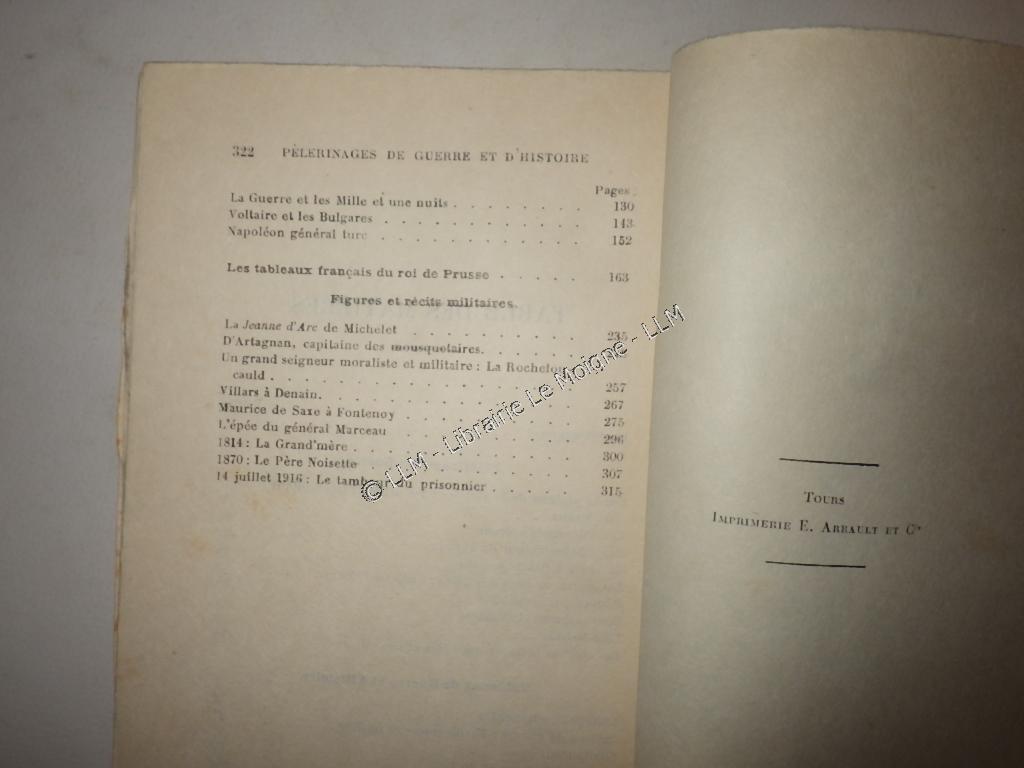 322 PÈLERINAGES DE GUERRE ET D'HISTOIRE
Pages.
La Guerre et les Mille et une nuits . . . . . . . . 130
Voltaire et les Bulgares . . . . . . . . . . . 143
Napoléon général turc . . . . . . . . . . . 152
Les tableaux français du roi de Prusse . . . . . 163
Figures et récits militaires.
La Jeanne d'Arc de Michelet . . . . . . . . . 235
D'Artagnan, capitaine des mousquetaires. . . . . .
Un grand seigneur moraliste et militaire : La Rochefou-
cauld . . . . . . . . . . . . . . . 257
Villars à Denain. . . . . . . . . . . . . 267
Maurice de Saxe à Fontenoy . . . . . . . . . 275
L'épée du général Marceau . . . . . . . . . 296
1814 : La Grand'mère . . . . . . . . . . . 300
1870 : Le Père Noisette . . . . . . . . . . 307
14 juillet 1916 : Le tambour du prisonnier . . . . . 315
© LLM - Librairie Le Moigne - LLM
TOURS
IMPRIMERIE E. ARRAULT ET Cie